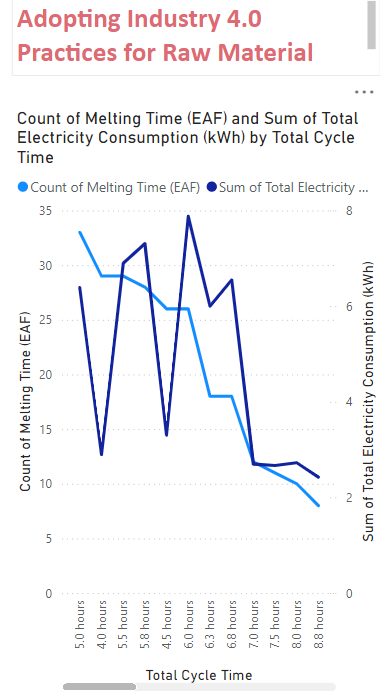 Adopting Industry 4.0
Practices for Raw Material
Count of Melting Time (EAF) and Sum of Total
Electricity Consumption (kWh) by Total Cycle
Time
Count of Melting Time (EAF) Sum of Total Electricity ...
35
30
25
20
15
10
5
0
Count of Melting Time (EAF)
8
6
4
2
0
Sum of Total Electricity Consumption (kWh)
5.0 hours
4.0 hours
5.5 hours
5.8 hours
4.5 hours
6.0 hours
6.3 hours
6.8 hours
7.0 hours
7.5 hours
8.0 hours
8.8 hours
Total Cycle Time